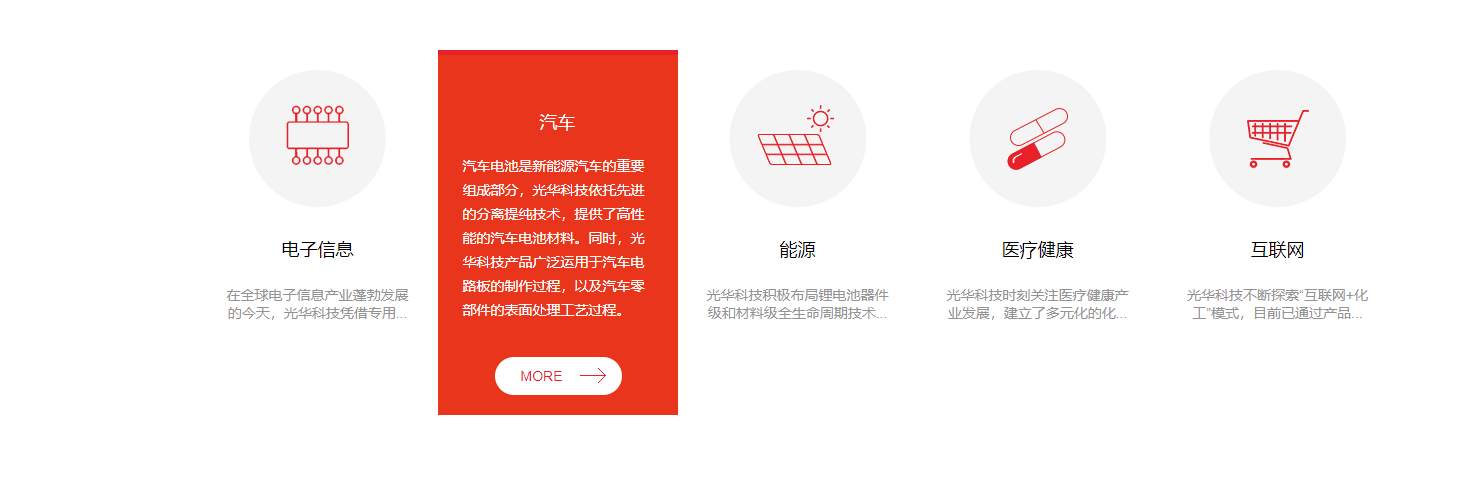 电子信息
在全球电子信息产业蓬勃发展
的今天，光华科技凭借专用...
汽车
汽车电池是新能源汽车的重要
组成部分，光华科技依托先进
的分离提纯技术，提供了高性
能的汽车电池材料。同时，光
华科技产品广泛运用于汽车电
路板的制作过程，以及汽车零
部件的表面处理工艺过程。
MORE
能源
光华科技积极布局锂电池器件
级和材料级全生命周期技术...
医疗健康
光华科技时刻关注医疗健康产
业发展，建立了多元化的化...
互联网
光华科技不断探索“互联网+化
工”模式，目前已通过产品...